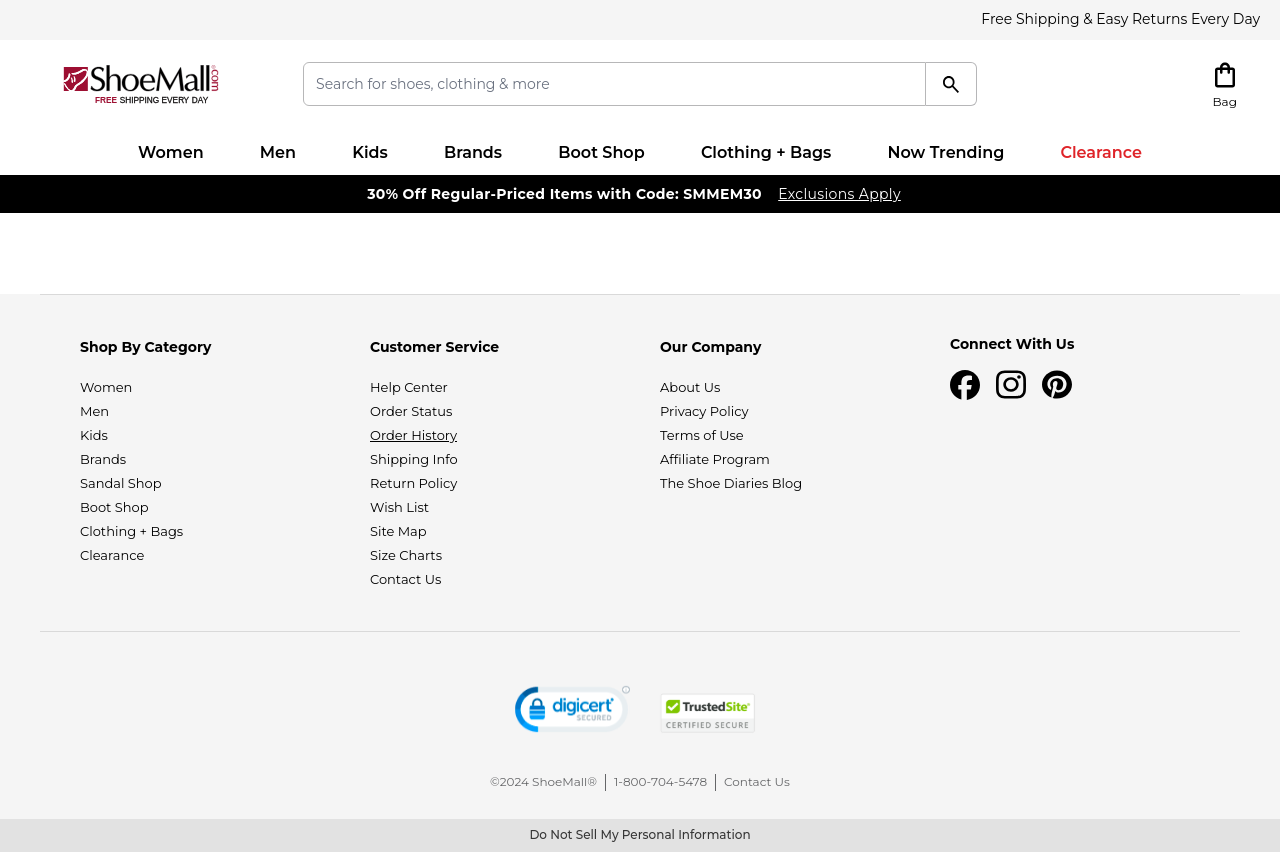 Free Shipping & Easy Returns Every Day
ShoeMall®.com
FREE SHIPPING EVERY DAY
Search for shoes, clothing & more
Bag
Women
Men
Kids
Brands
Boot Shop
Clothing + Bags
Now Trending
Clearance
30% Off Regular-Priced Items with Code: SMMEM30 Exclusions Apply
Shop By Category
Women
Men
Kids
Brands
Sandal Shop
Boot Shop
Clothing + Bags
Clearance
Customer Service
Help Center
Order Status
Order History
Shipping Info
Return Policy
Wish List
Site Map
Size Charts
Contact Us
Our Company
About Us
Privacy Policy
Terms of Use
Affiliate Program
The Shoe Diaries Blog
Connect With Us
digicert®
SECURED
TrustedSite®
CERTIFIED SECURE
©2024 ShoeMall®
1-800-704-5478
Contact Us
Do Not Sell My Personal Information